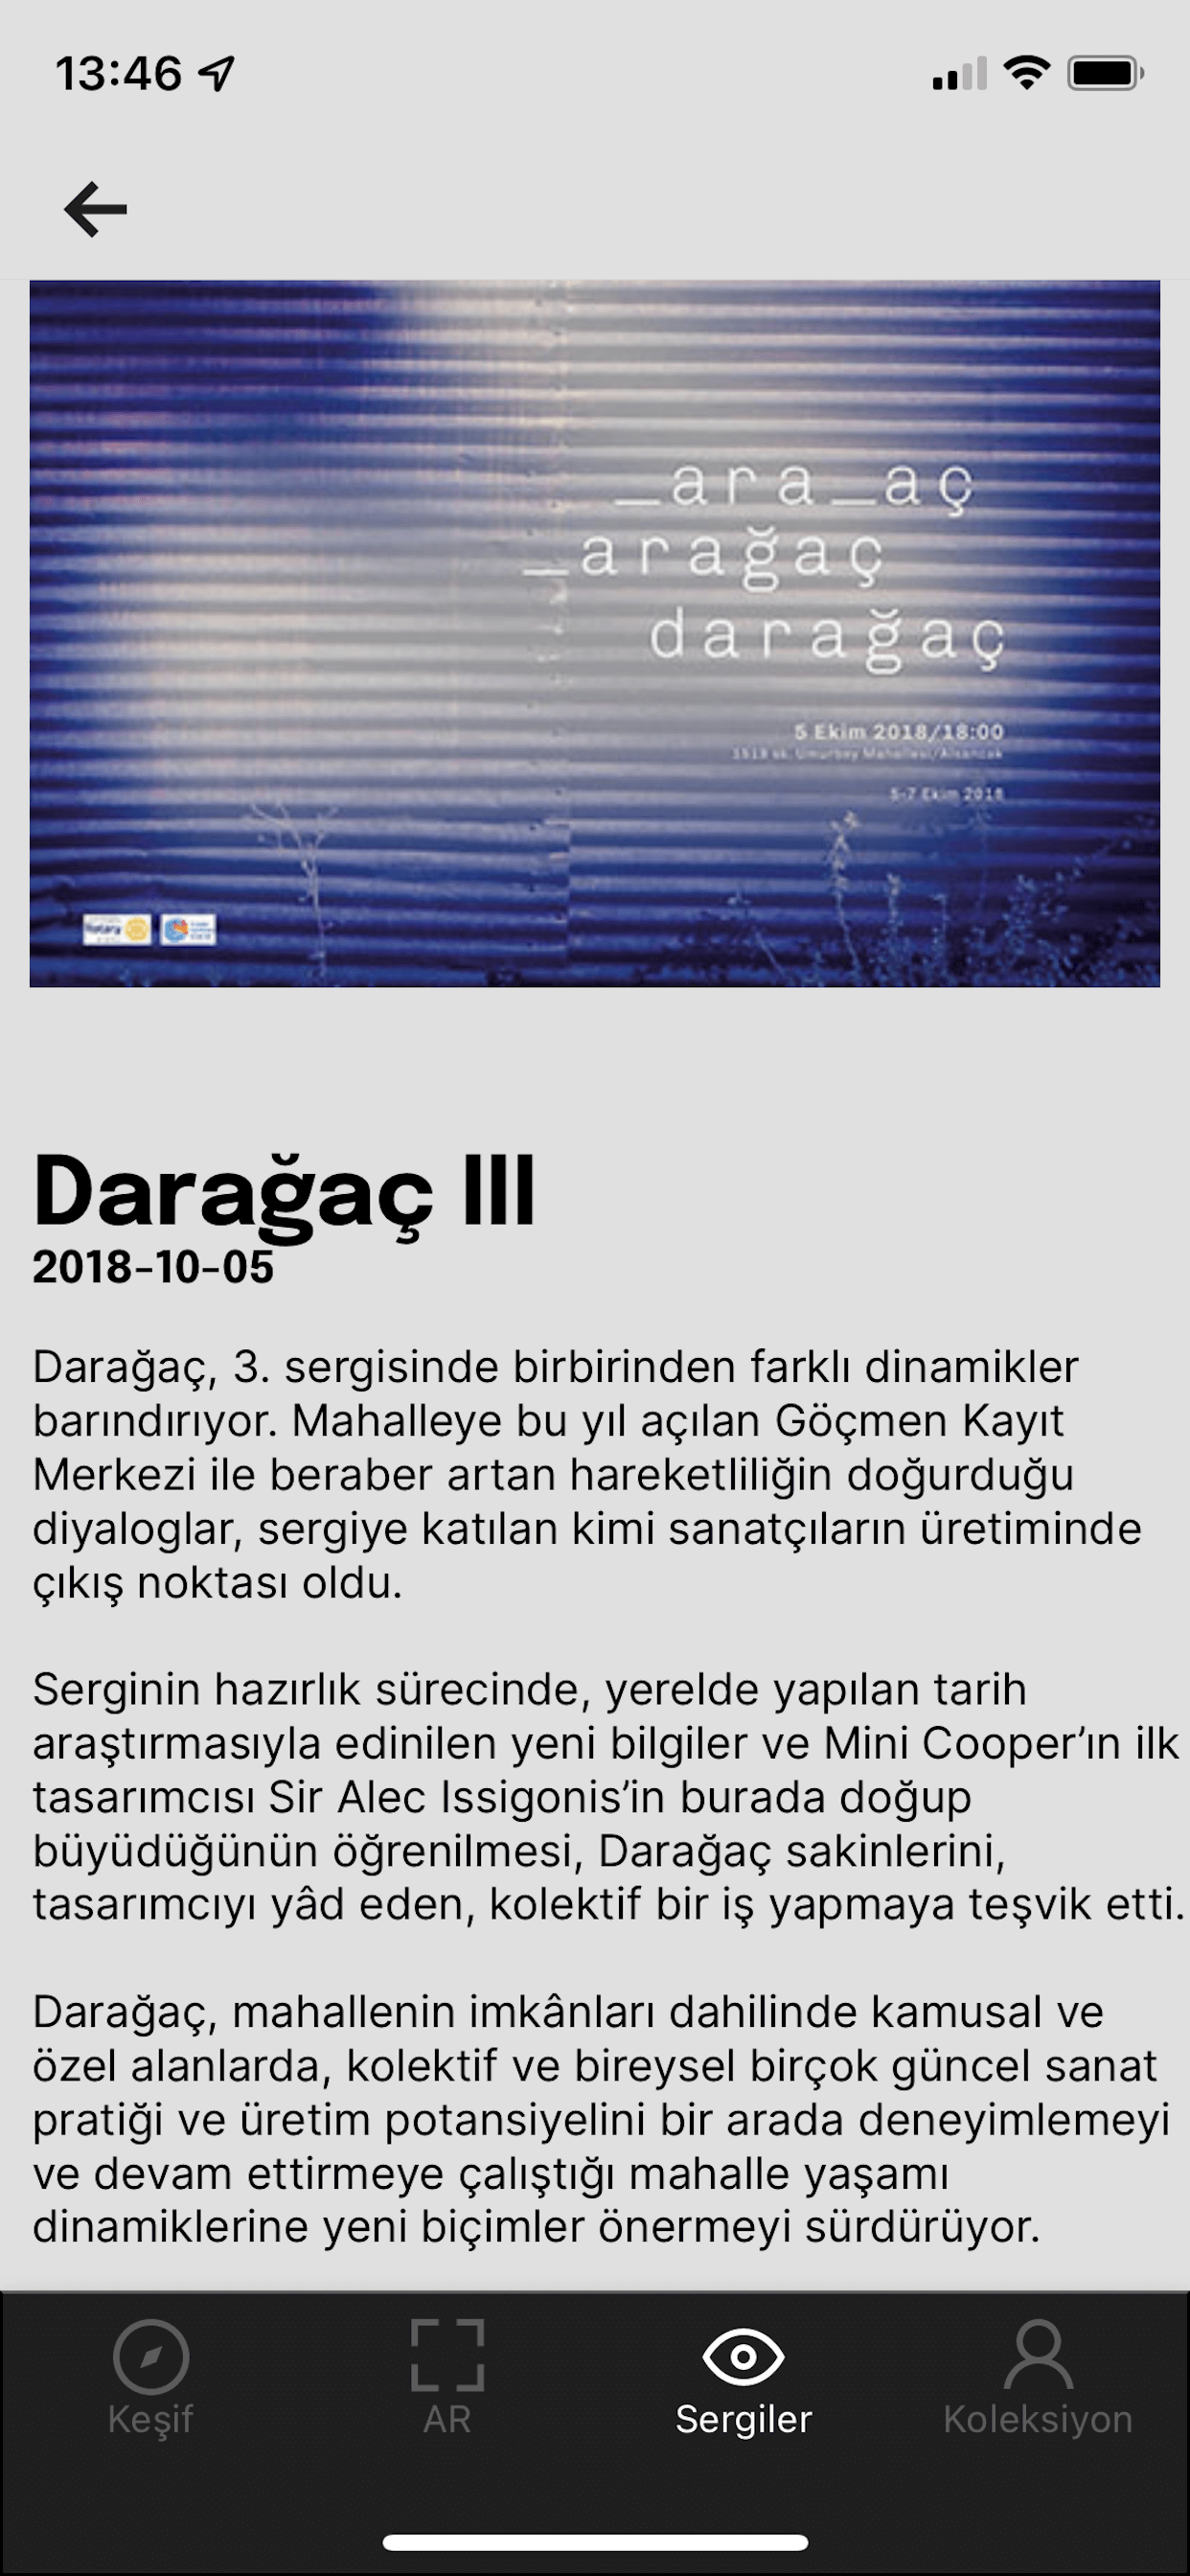 13:46
_ara_aç
_arağaç
darağaç
5 Ekim 2018/18:00
Umurbey Mahallesi/Alsancak
5-7 Ekim 2018
Rotary
Darağaç III
2018-10-05
Darağaç, 3. sergisinde birbirinden farklı dinamikler
barındırıyor. Mahalleye bu yıl açılan Göçmen Kayıt
Merkezi ile beraber artan hareketliliğin doğurduğu
diyaloglar, sergiye katılan kimi sanatçıların üretiminde
çıkış noktası oldu.
Serginin hazırlık sürecinde, yerelde yapılan tarih
araştırmasıyla edinilen yeni bilgiler ve Mini Cooper’ın ilk
tasarımcısı Sir Alec Issigonis’in burada doğup
büyüdüğünün öğrenilmesi, Darağaç sakinlerini,
tasarımcıyı yâd eden, kolektif bir iş yapmaya teşvik etti.
Darağaç, mahallenin imkânları dahilinde kamusal ve
özel alanlarda, kolektif ve bireysel birçok güncel sanat
pratiği ve üretim potansiyelini bir arada deneyimlemeyi
ve devam ettirmeye çalıştığı mahalle yaşamı
dinamiklerine yeni biçimler önermeyi sürdürüyor.
Keşif
AR
Sergiler
Koleksiyon